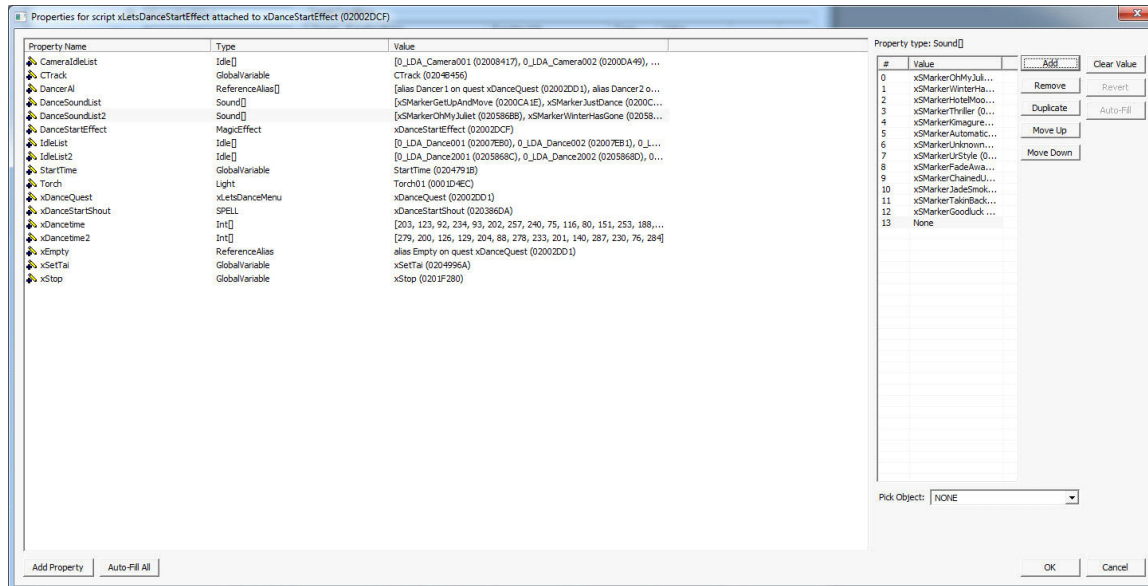 Properties for script xLetsDanceStartEffect attached to xDanceStartEffect (02002DCF)
Property Name Type Value
CameraIdleList Idle[] [0_LDA_Camera001 (02008417), 0_LDA_Camera002 (0200DA49), ...
CTrack GlobalVariable CTrack (0204B456)
DancerAl ReferenceAlias[] [alias Dancer1 on quest xDanceQuest (02002DD1), alias Dancer2 o...
DanceSoundList Sound[] [xSMarkerGetUpAndMove (0200CA1E), xSMarkerJustDance (0200C...
DanceSoundList2 Sound[] [xSMarkerOhMyJuliet (020586BB), xSMarkerWinterHasGone (02058...
DanceStartEffect MagicEffect xDanceStartEffect (02002DCF)
IdleList Idle[] [0_LDA_Dance001 (02007EB0), 0_LDA_Dance002 (02007EB1), 0_L...
IdleList2 Idle[] [0_LDA_Dance2001 (0205868C), 0_LDA_Dance2002 (0205868D), 0...
StartTime GlobalVariable StartTime (0204791B)
Torch Light Torch01 (0001D4EC)
xDanceQuest xLetsDanceMenu xDanceQuest (02002DD1)
xDanceStartShout SPELL xDanceStartShout (020386DA)
xDancetime Int[] [203, 123, 92, 234, 93, 202, 257, 240, 75, 116, 80, 151, 253, 188,...
xDancetime2 Int[] [279, 200, 126, 129, 204, 88, 278, 233, 201, 140, 287, 230, 76, 284]
xEmpty ReferenceAlias alias Empty on quest xDanceQuest (02002DD1)
xSetTai GlobalVariable xSetTai (0204996A)
xStop GlobalVariable xStop (0201F280)
Property type: Sound[]
# Value
0 xSMarkerOhMyJuli...
1 xSMarkerWinterHa...
2 xSMarkerHotelMoo...
3 xSMarkerThriller (0...
4 xSMarkerKimagure...
5 xSMarkerAutomatic...
6 xSMarkerUnknown...
7 xSMarkerUrStyle (0...
8 xSMarkerFadeAwa...
9 xSMarkerChainedU...
10 xSMarkerJadeSmok...
11 xSMarkerTakinBack...
12 xSMarkerGoodluck ...
13 None
Add Clear Value
Remove Revert
Duplicate Auto-Fill
Move Up
Move Down
Pick Object: NONE
Add Property Auto-Fill All OK Cancel